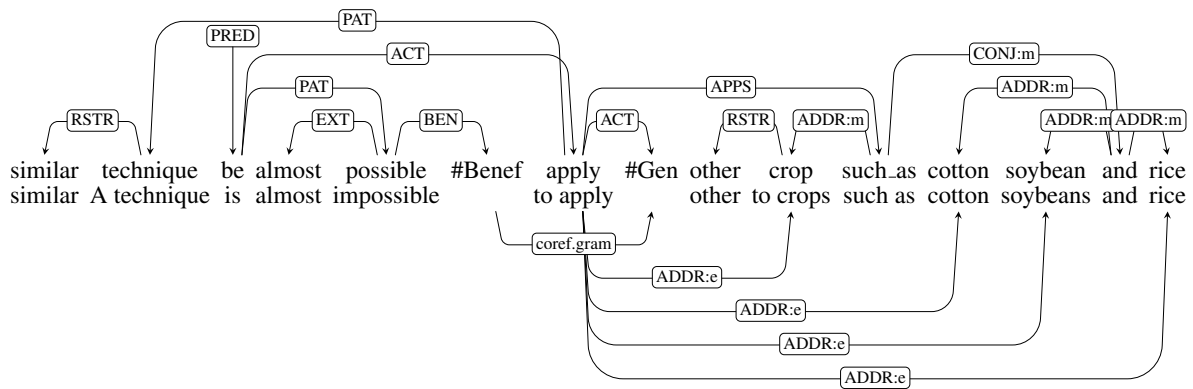 PAT
PRED
ACT
CONJ:m
PAT APPS ADDR:m
RSTR EXT BEN ACT RSTR ADDR:m ADDR:m ADDR:m
similar technique be almost possible #Benef apply #Gen other crop such_as cotton soybean and rice
similar A technique is almost impossible to apply other to crops such as cotton soybeans and rice
coref.gram
ADDR:e
ADDR:e
ADDR:e
ADDR:e